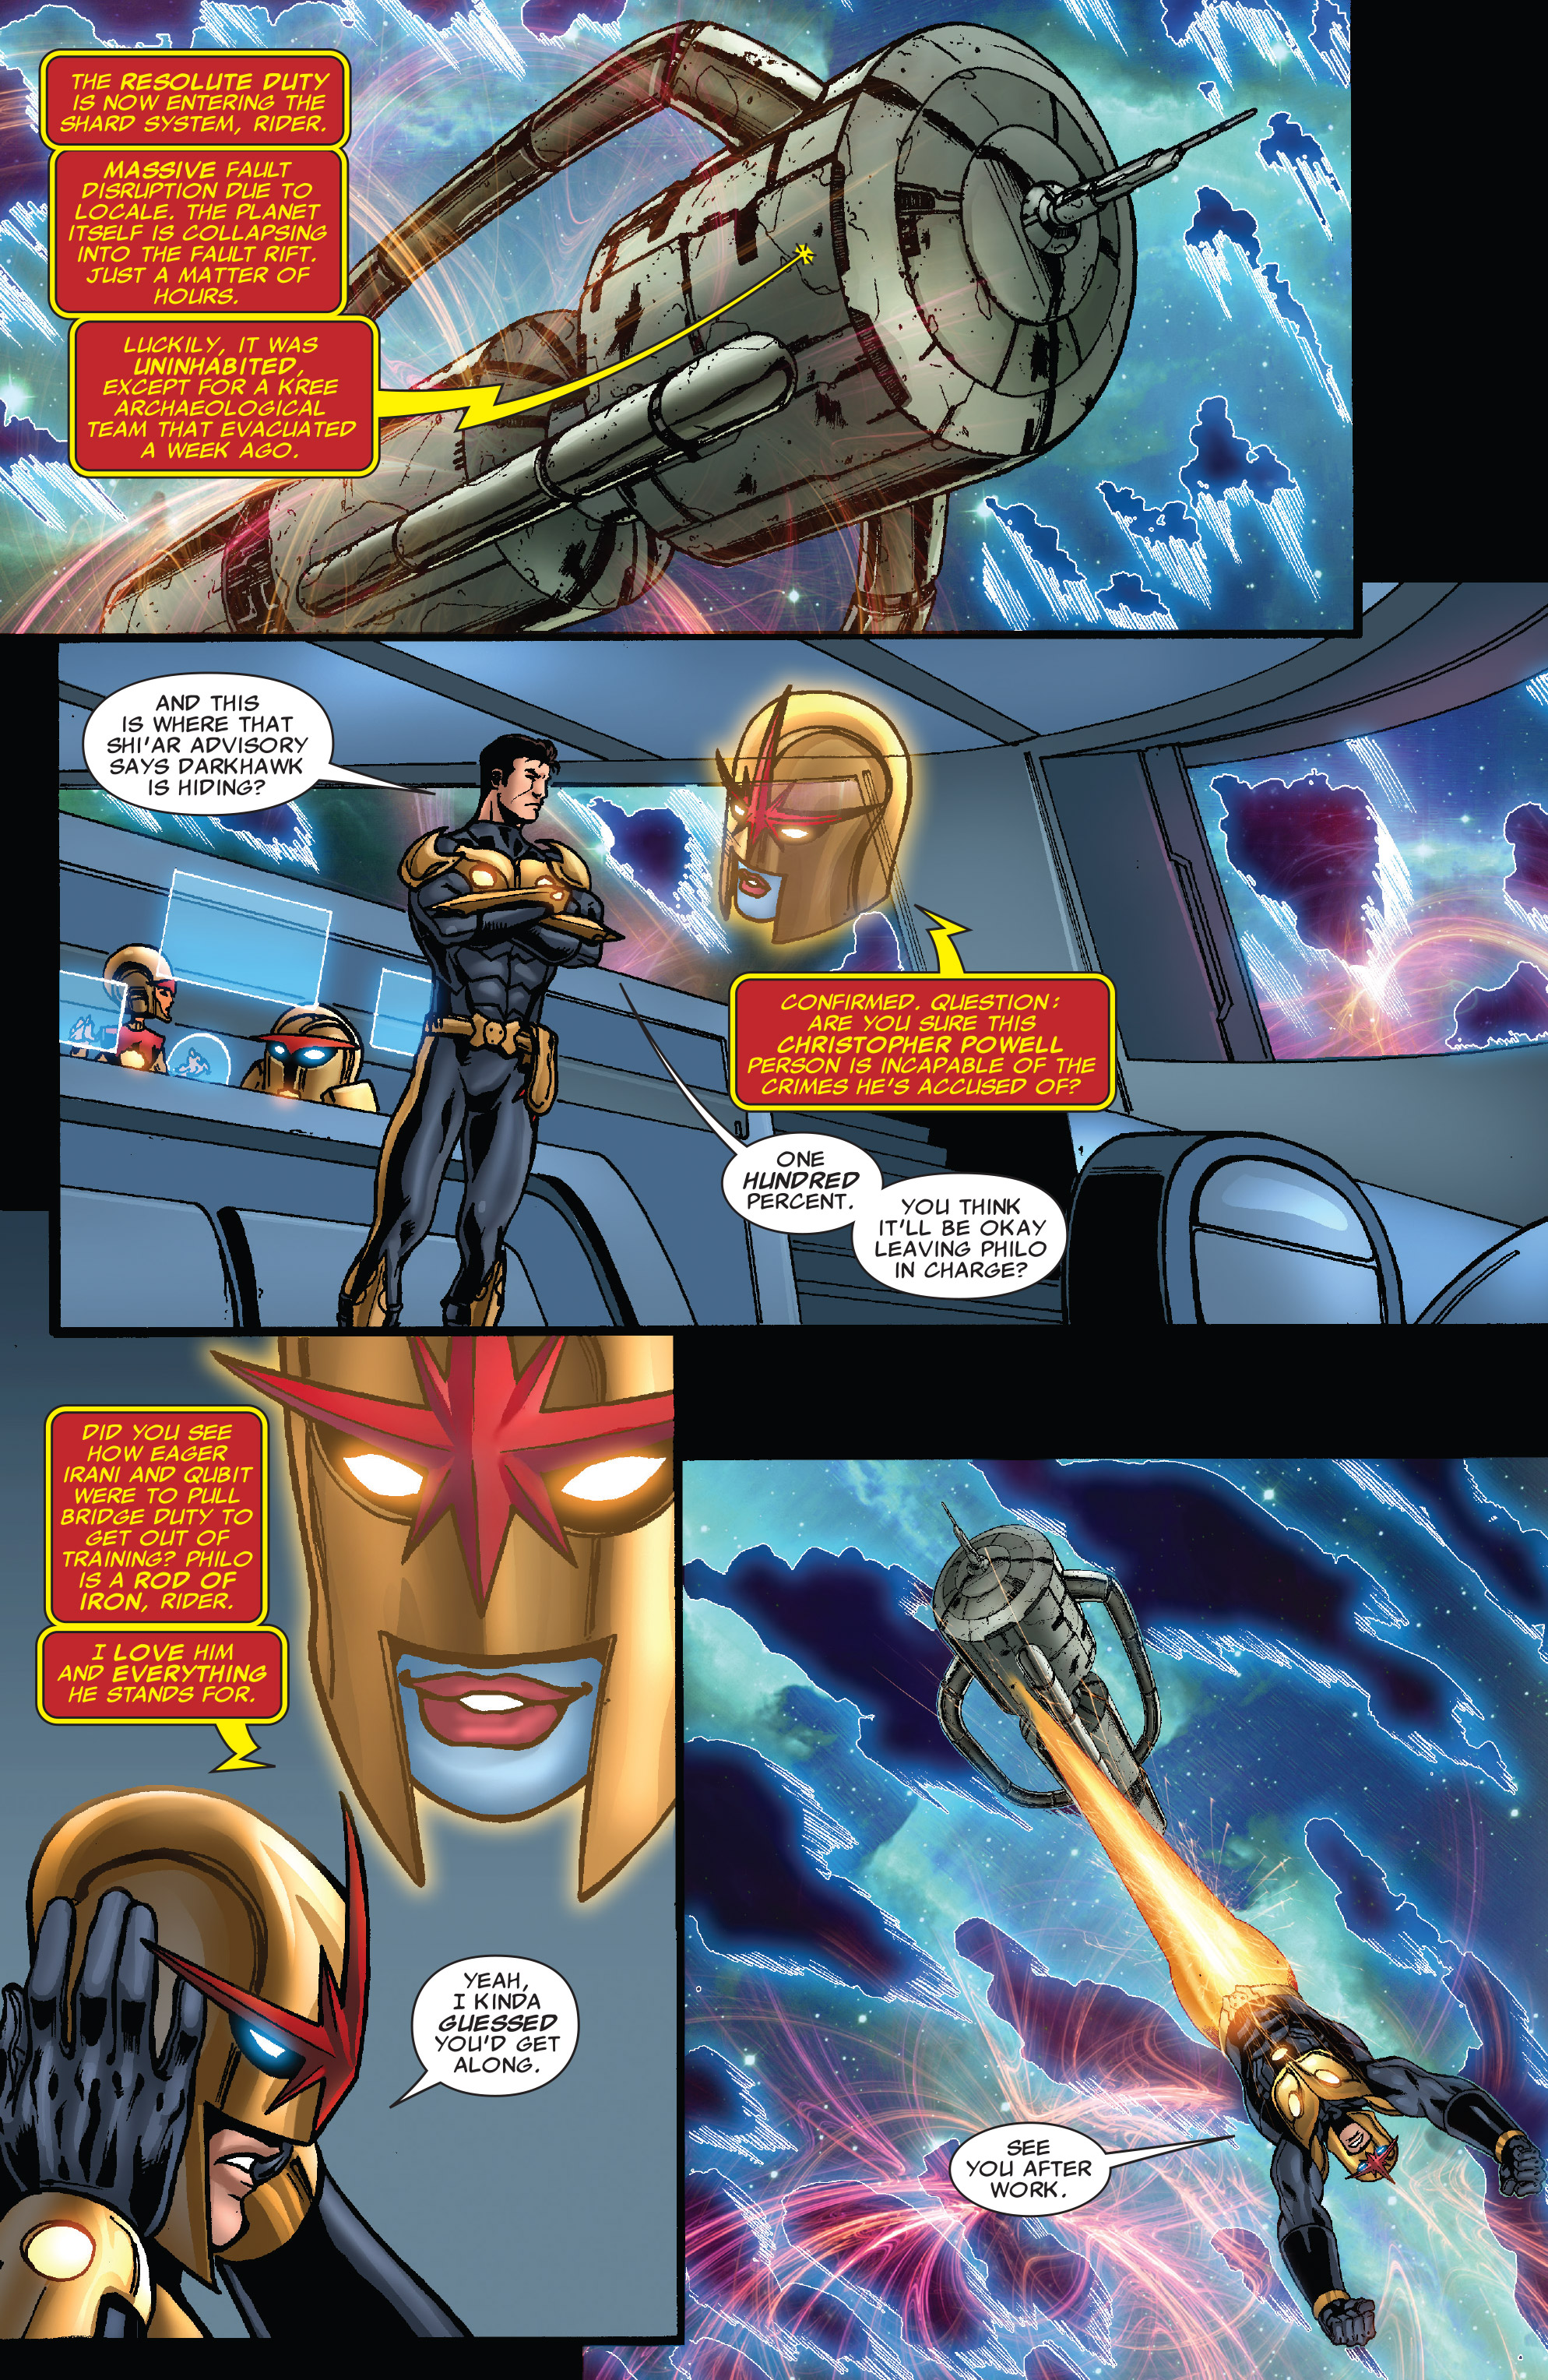 THE RESOLUTE DUTY
IS NOW ENTERING THE
SHARD SYSTEM, RIDER.
MASSIVE FAULT
DISRUPTION DUE TO
LOCALE. THE PLANET
ITSELF IS COLLAPSING
INTO THE FAULT RIFT.
JUST A MATTER OF
HOURS.
LUCKILY, IT WAS
UNINHABITED,
EXCEPT FOR A KREE
ARCHAEOLOGICAL
TEAM THAT EVACUATED
A WEEK AGO.
AND THIS
IS WHERE THAT
SHI'AR ADVISORY
SAYS DARKHAWK
IS HIDING?
CONFIRMED. QUESTION:
ARE YOU SURE THIS
CHRISTOPHER POWELL
PERSON IS INCAPABLE OF THE
CRIMES HE'S ACCUSED OF?
ONE
HUNDRED
PERCENT.
YOU THINK
IT'LL BE OKAY
LEAVING PHILO
IN CHARGE?
DID YOU SEE
HOW EAGER
IRANI AND QUBIT
WERE TO PULL
BRIDGE DUTY TO
GET OUT OF
TRAINING? PHILO
IS A ROD OF
IRON, RIDER.
I LOVE HIM
AND EVERYTHING
HE STANDS FOR.
YEAH,
I KINDA
GUESSED
YOU'D GET
ALONG.
SEE
YOU AFTER
WORK.